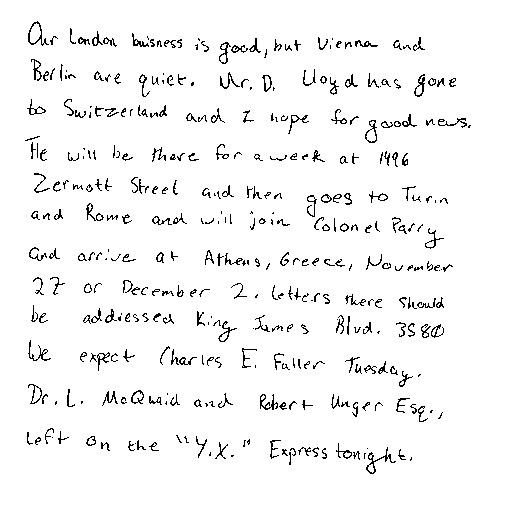 Our London buisness is good, but Vienna and
Berlin are quiet. Mr. D. Lloyd has gone
to Switzerland and I hope for good news.
He will be there for a week at 1496
Zermott Street and then goes to Turin
and Rome and will join Colonel Parry
and arrive at Athens, Greece, November
27 or December 2. Letters there should
be addressed King James Blvd. 3580
We expect Charles E. Fuller Tuesday.
Dr. L. McQuaid and Robert Unger Esq.,
left on the "Y.X." Express tonight.